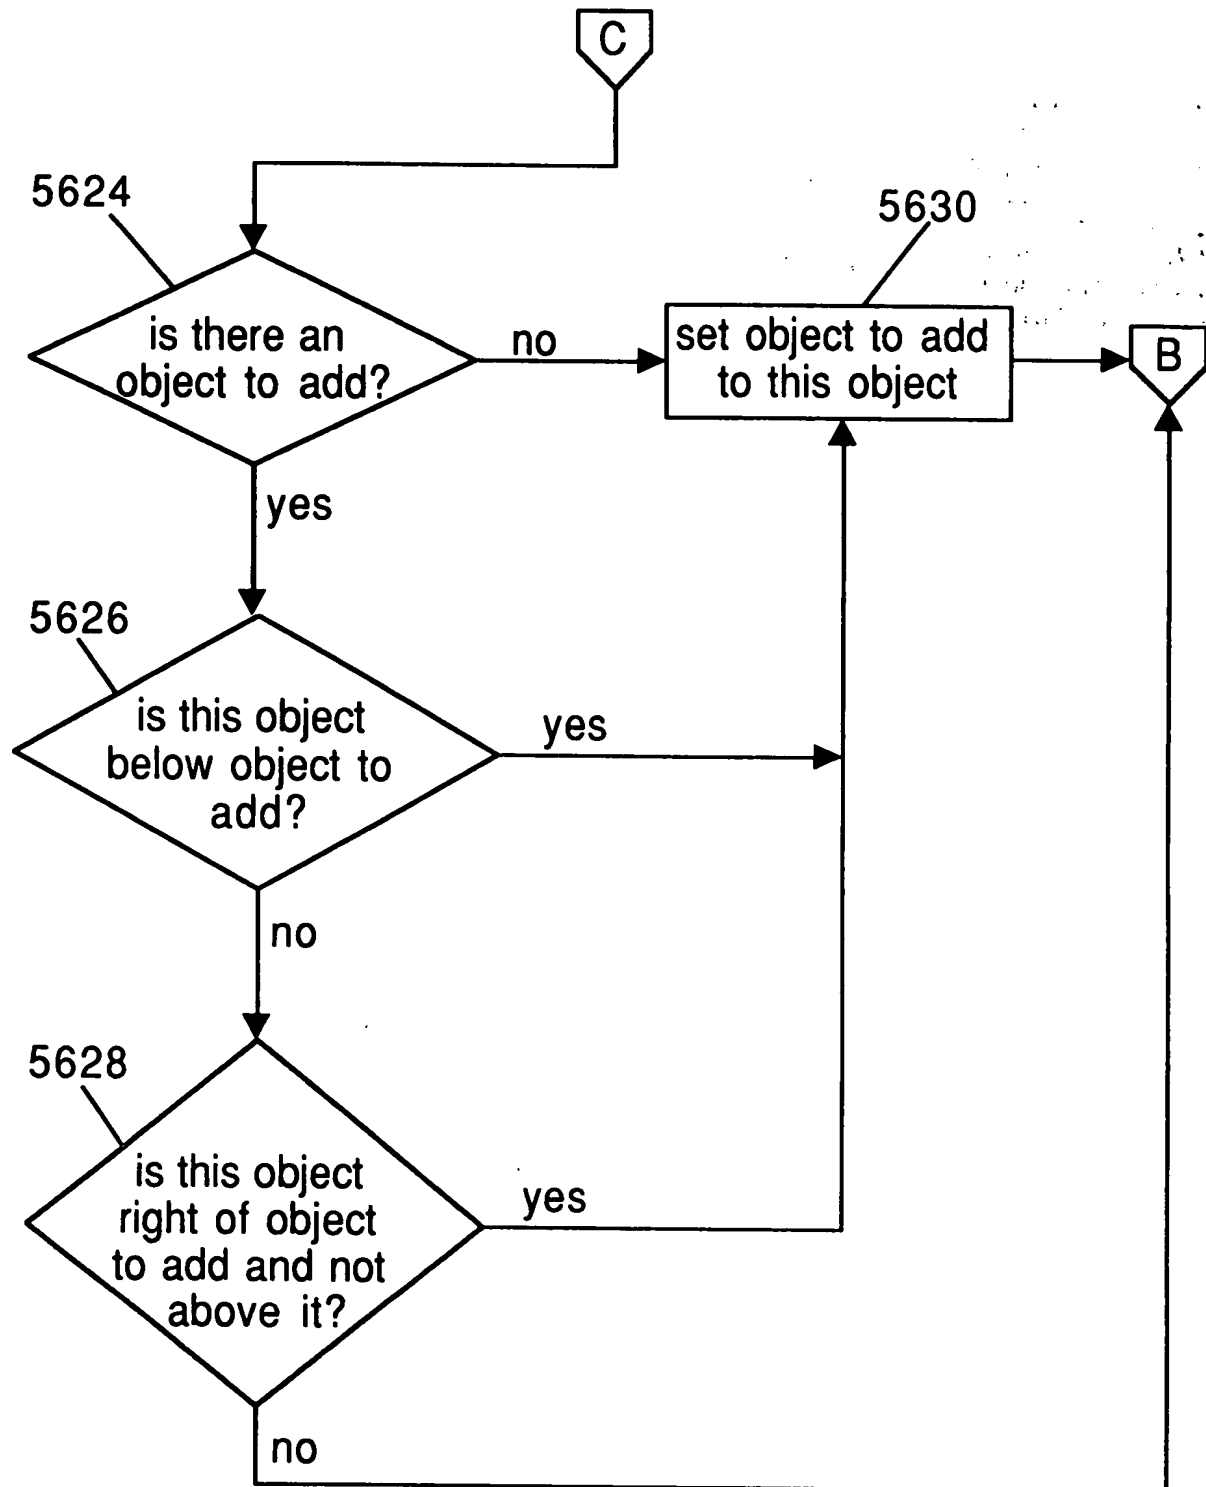 C
5624
is there an
object to add?
no
5630
set object to add
to this object
B
yes
5626
is this object
below object to
add?
yes
no
5628
is this object
right of object
to add and not
above it?
yes
no